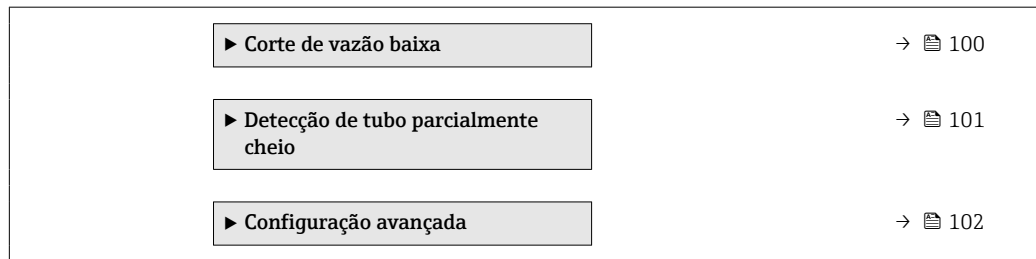 ▶ Corte de vazão baixa → 100
▶ Detecção de tubo parcialmente → 101
cheio
▶ Configuração avançada → 102